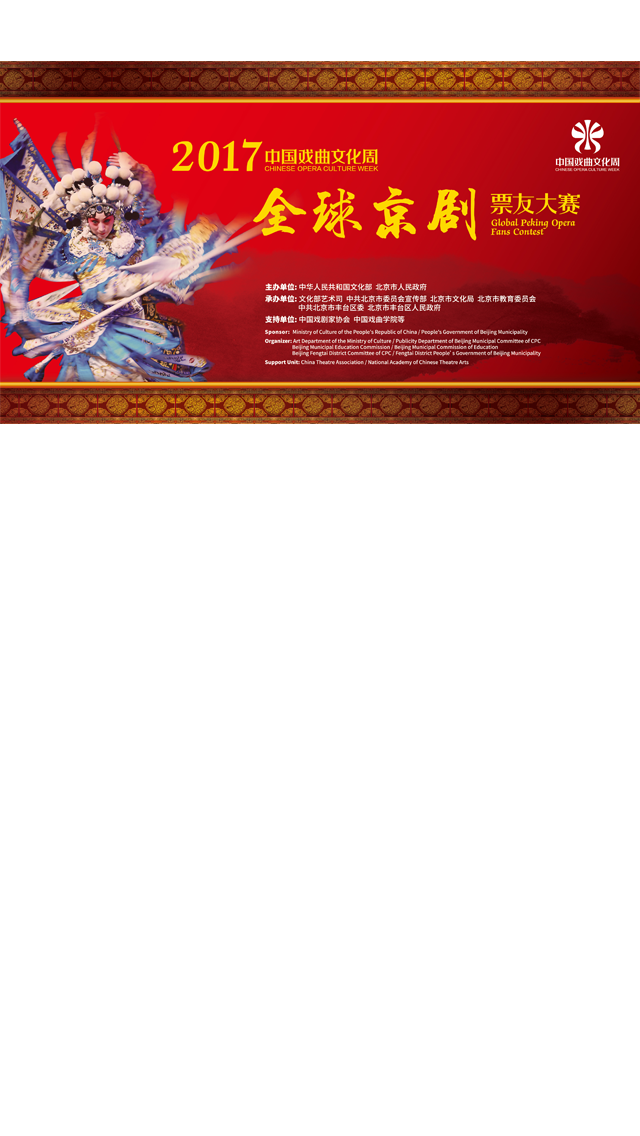 2017 中国戏曲文化周
CHINESE OPERA CULTURE WEEK
中国戏曲文化周
CHINESE OPERA CULTURE WEEK
全球京剧 票友大赛
Global Peking Opera
Fans Contest
主办单位: 中华人民共和国文化部 北京市人民政府
承办单位: 文化部艺术司 中共北京市委员会宣传部 北京市文化局 北京市教育委员会
中共北京市丰台区委 北京市丰台区人民政府
支持单位: 中国戏剧家协会 中国戏曲学院等
Sponsor: Ministry of Culture of the People's Republic of China / People's Government of Beijing Municipality
Organizer: Art Department of the Ministry of Culture / Publicity Department of Beijing Municipal Committee of CPC
Beijing Municipal Education Commission / Beijing Municipal Commission of Education
Beijing Fengtai District Committee of CPC / Fengtai District People's Government of Beijing Municipality
Support Unit: China Theatre Association / National Academy of Chinese Theatre Arts